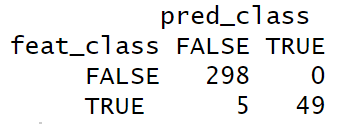 pred_class
feat_class FALSE TRUE
FALSE 298 0
TRUE 5 49